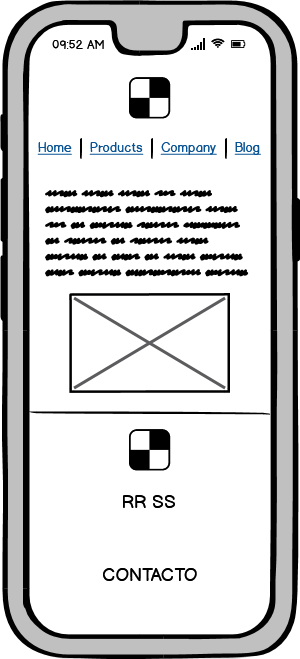 09:52 AM
Home | Products | Company | Blog
RR SS
CONTACTO